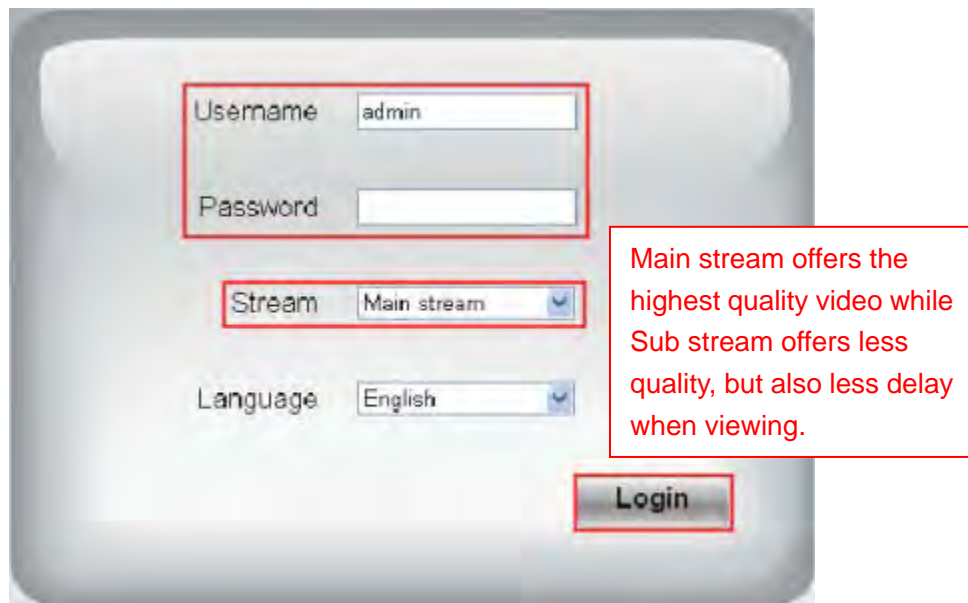 Username admin
Password
Main stream offers the
Stream Main stream
highest quality video while
Sub stream offers less
Language English
quality, but also less delay
when viewing.
Login